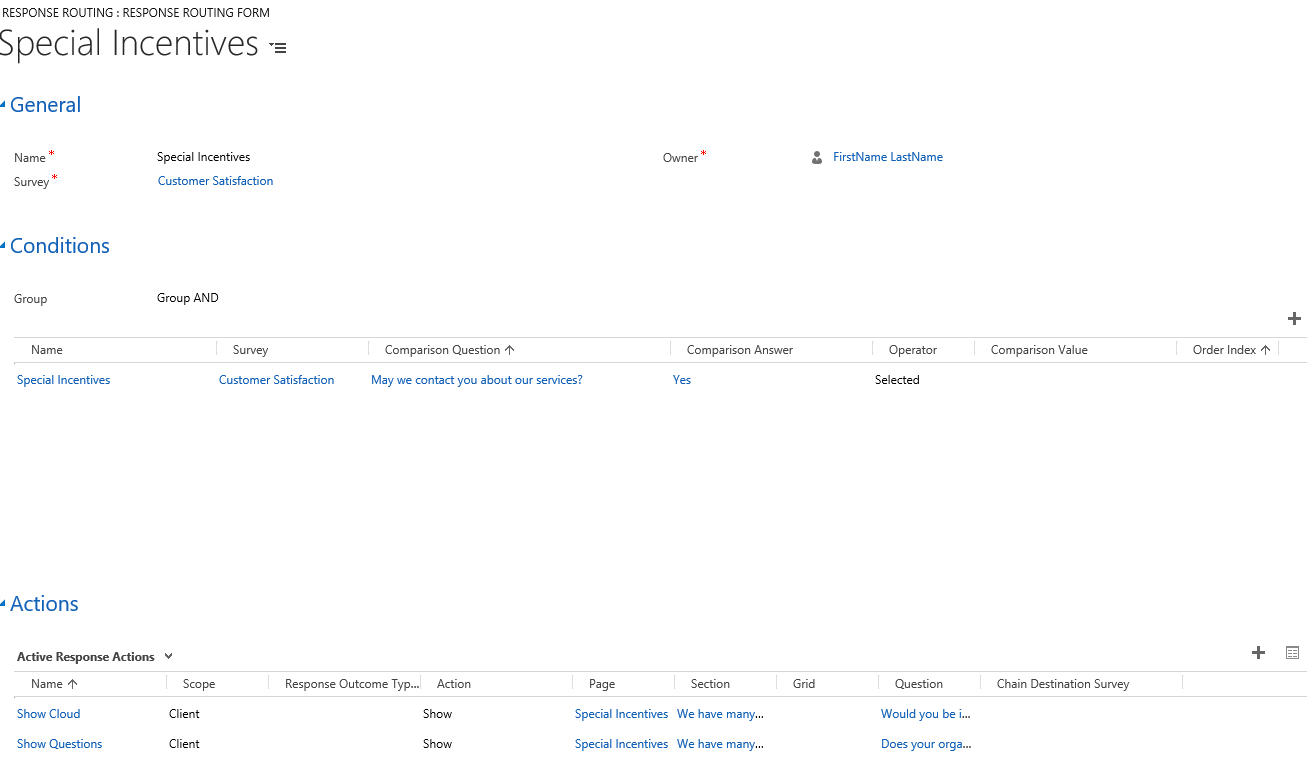 RESPONSE ROUTING : RESPONSE ROUTING FORM
Special Incentives
General
Name * Special Incentives Owner * FirstName LastName
Survey * Customer Satisfaction
Conditions
Group Group AND
Name Survey Comparison Question ↑ Comparison Answer Operator Comparison Value Order Index ↑
Special Incentives Customer Satisfaction May we contact you about our services? Yes Selected
Actions
Active Response Actions
Name ↑ Scope Response Outcome Typ... Action Page Section Grid Question Chain Destination Survey
Show Cloud Client Show Special Incentives We have many... Would you be i...
Show Questions Client Show Special Incentives We have many... Does your orga...